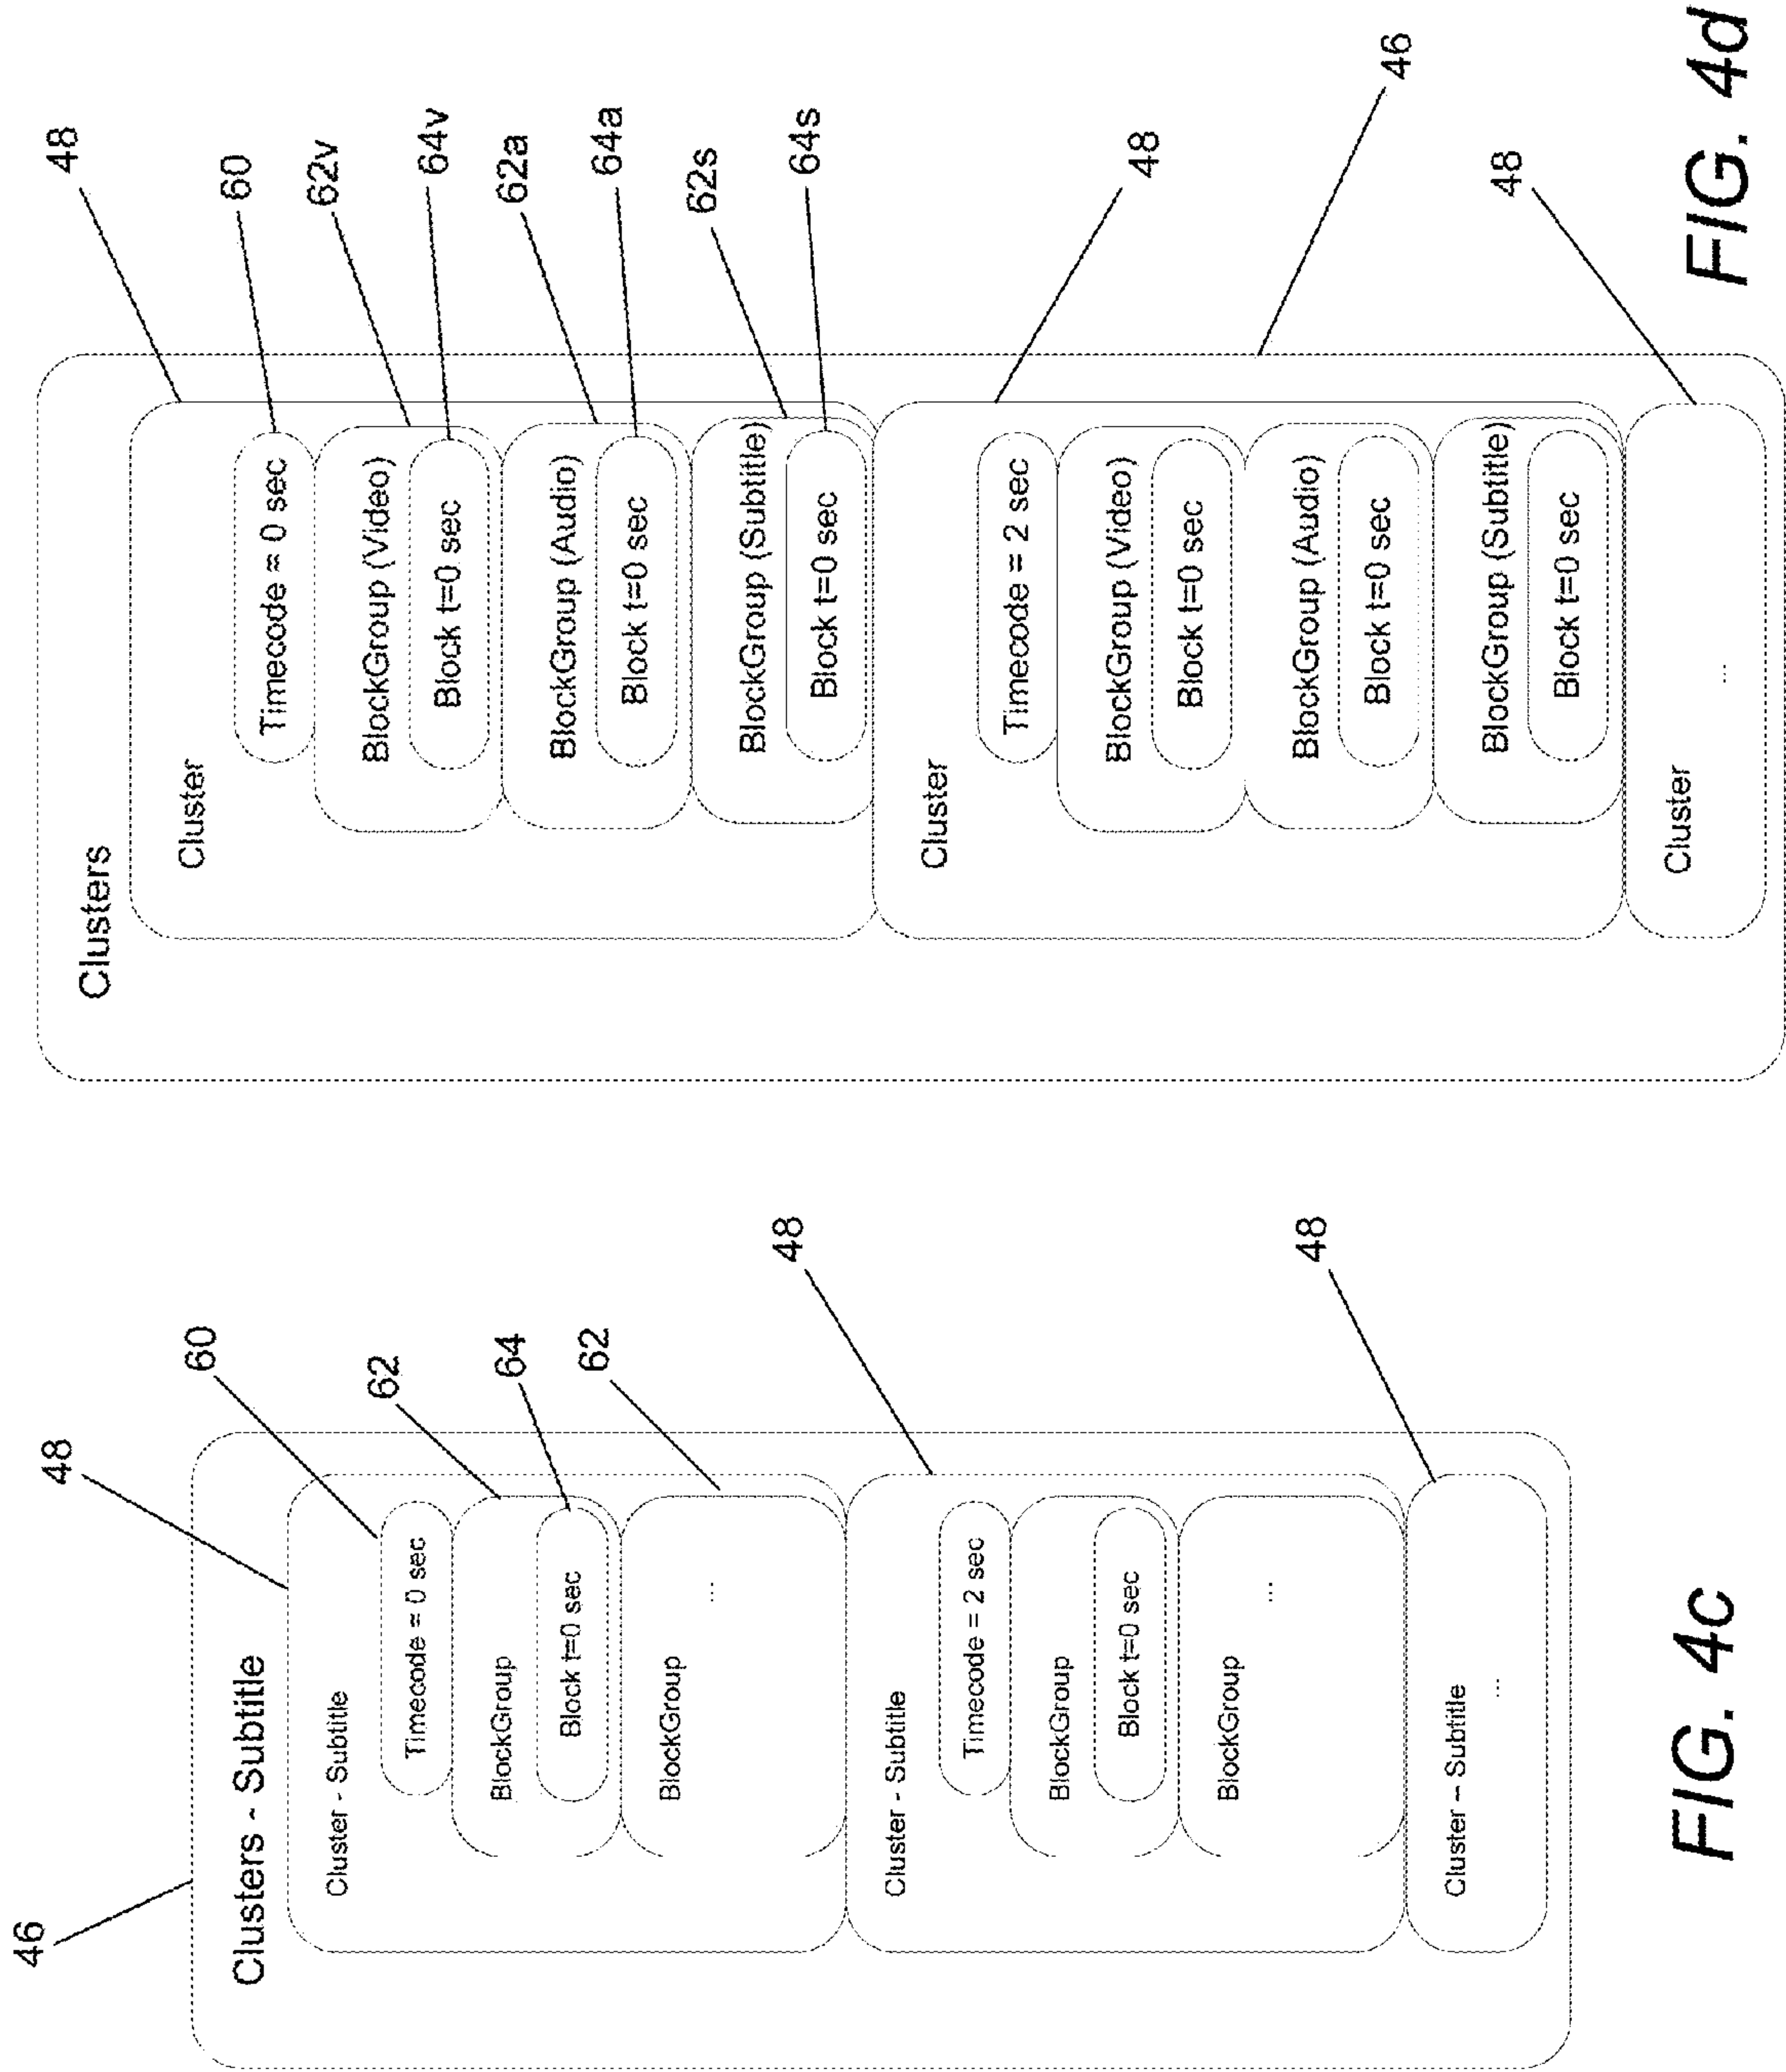 46
48
60
62
64
62
48
48
Clusters - Subtitle
Cluster - Subtitle
Timecode = 0 sec
BlockGroup
Block t=0 sec
BlockGroup
...
Cluster - Subtitle
Timecode = 2 sec
BlockGroup
Block t=0 sec
BlockGroup
...
Cluster – Subtitle
...
FIG. 4c
48
60
62v
64v
62a
64a
62s
64s
48
46
48
Clusters
Cluster
Timecode = 0 sec
BlockGroup (Video)
Block t=0 sec
BlockGroup (Audio)
Block t=0 sec
BlockGroup (Subtitle)
Block t=0 sec
Cluster
Timecode = 2 sec
BlockGroup (Video)
Block t=0 sec
BlockGroup (Audio)
Block t=0 sec
BlockGroup (Subtitle)
Block t=0 sec
Cluster
...
FIG. 4d